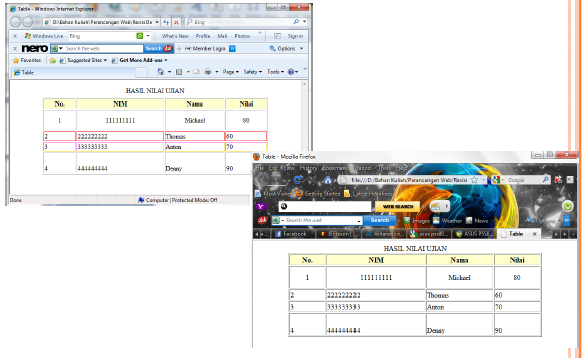 Table - Windows Internet Explorer
D:\Bahan Kuliah\Perancangan Web\Revisi De
Bing
Windows Live
Bing
What's New
Profile
Mail
Photos
Sign in
nero
Search the web
Search
Member Login
Options
Favorites
Suggested Sites
Get More Add-ons
Table
Page
Safety
Tools
HASIL NILAI UJIAN
No. NIM Nama Nilai
1 111111111 Michael 80
2 222222222 Thomas 60
3 333333333 Anton 70
4 444444444 Denny 90
Done
Computer | Protected Mode: Off
Table - Mozilla Firefox
File Edit View History Bookmarks Yahoo! Tools Help
file:///D:/Bahan Kuliah/Perancangan Web/Revisi
Google
Most Visited
Getting Started
Latest Headlines
WEB SEARCH
Search the web
Search
Images
Weather
News
Facebook
ASUS PSSI
Table
HASIL NILAI UJIAN
No. NIM Nama Nilai
1 111111111 Michael 80
2 222222222 Thomas 60
3 333333333 Anton 70
4 444444444 Denny 90